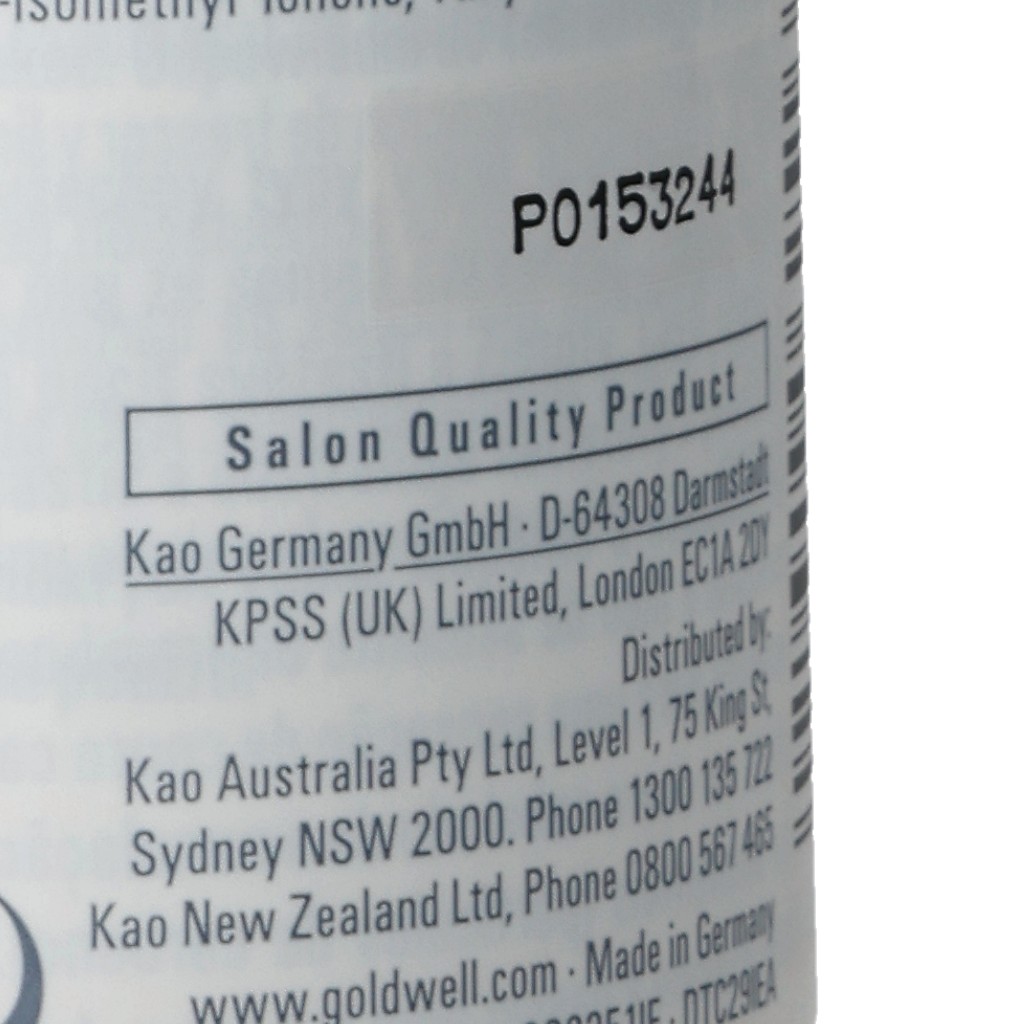 P0153244
Salon Quality Product
Kao Germany GmbH · D-64308 Darmstadt
KPSS (UK) Limited, London EC1A 2DY
Distributed by:
Kao Australia Pty Ltd, Level 1, 75 King St,
Sydney NSW 2000. Phone 1300 135 722
Kao New Zealand Ltd, Phone 0800 567 465
www.goldwell.com · Made in Germany